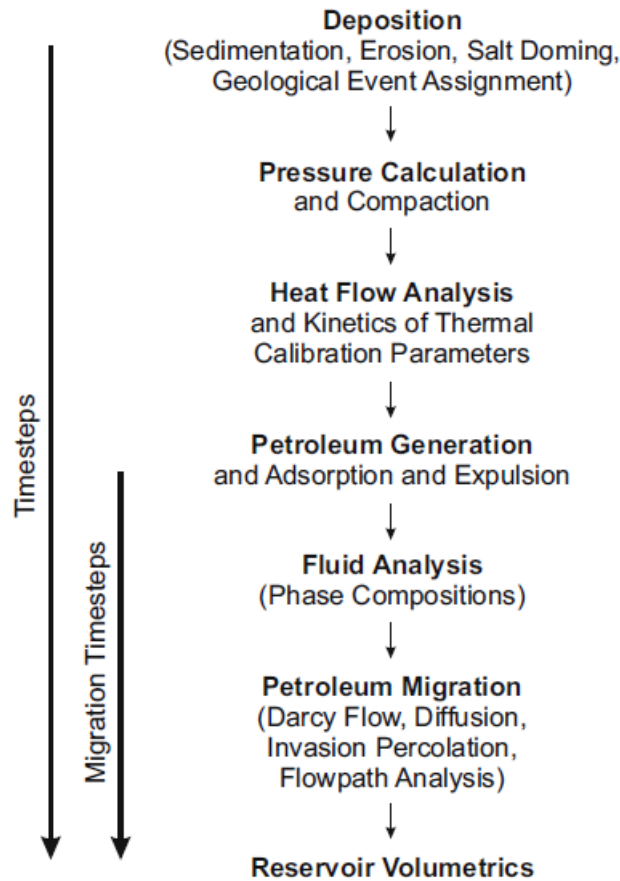 Deposition
(Sedimentation, Erosion, Salt Doming,
Geological Event Assignment)
Pressure Calculation
and Compaction
Heat Flow Analysis
and Kinetics of Thermal
Calibration Parameters
Petroleum Generation
and Adsorption and Expulsion
Fluid Analysis
(Phase Compositions)
Petroleum Migration
(Darcy Flow, Diffusion,
Invasion Percolation,
Flowpath Analysis)
Reservoir Volumetrics
Timesteps
Migration Timesteps